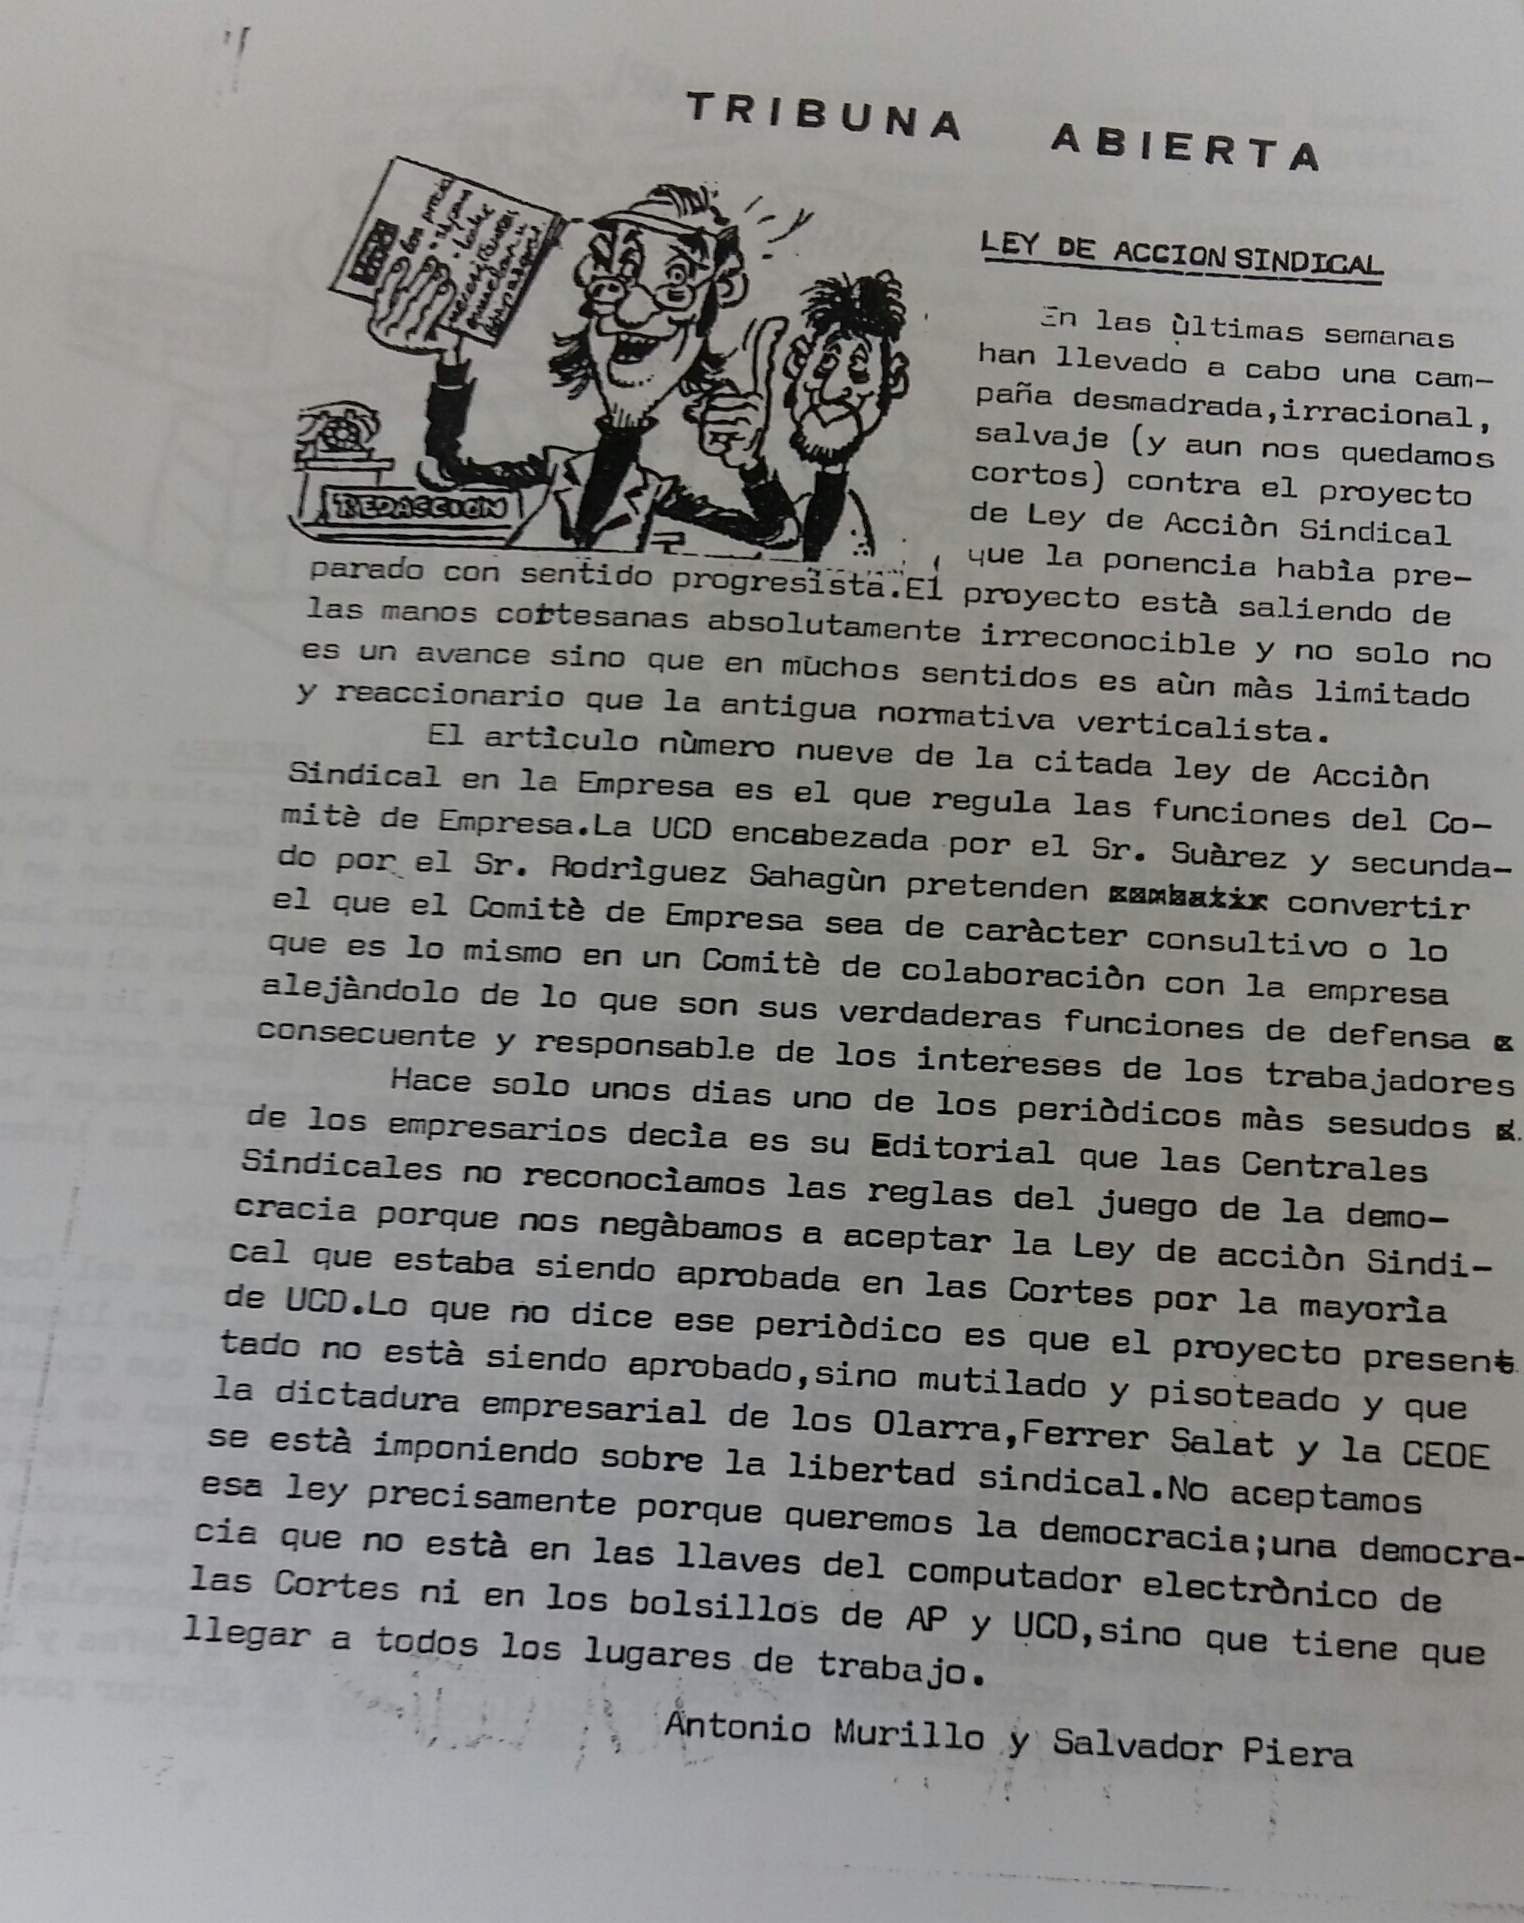 TRIBUNA ABIERTA
LEY DE ACCION SINDICAL
REDACCION
En las ùltimas semanas
han llevado a cabo una cam-
paña desmadrada,irracional,
salvaje (y aun nos quedamos
cortos) contra el proyecto
de Ley de Acciòn Sindical
que la ponencia habìa pre-
parado con sentido progresista.El proyecto està saliendo de
las manos cortesanas absolutamente irreconocible y no solo no
es un avance sino que en mùchos sentidos es aùn màs limitado
y reaccionario que la antigua normativa verticalista.
El artìculo nùmero nueve de la citada ley de Acciòn
Sindical en la Empresa es el que regula las funciones del Co-
mitè de Empresa.La UCD encabezada por el Sr. Suàrez y secunda-
do por el Sr. Rodrìguez Sahagùn pretenden convertir
el que el Comitè de Empresa sea de caràcter consultivo o lo
que es lo mismo en un Comitè de colaboraciòn con la empresa
alejàndolo de lo que son sus verdaderas funciones de defensa
consecuente y responsable de los intereses de los trabajadores
Hace solo unos dias uno de los periòdicos màs sesudos
de los empresarios decìa es su Editorial que las Centrales
Sindicales no reconocìamos las reglas del juego de la demo-
cracia porque nos negàbamos a aceptar la Ley de acciòn Sindi-
cal que estaba siendo aprobada en las Cortes por la mayorìa
de UCD.Lo que no dice ese periòdico es que el proyecto present
tado no està siendo aprobado,sino mutilado y pisoteado y que
la dictadura empresarial de los Olarra,Ferrer Salat y la CEOE
se està imponiendo sobre la libertad sindical.No aceptamos
esa ley precisamente porque queremos la democracia;una democra-
cia que no està en las llaves del computador electrònico de
las Cortes ni en los bolsillos de AP y UCD,sino que tiene que
llegar a todos los lugares de trabajo.
Antonio Murillo y Salvador Piera